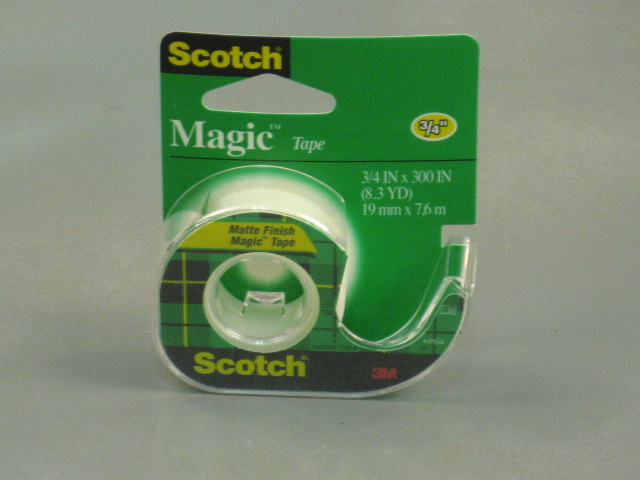 Scotch®
Magic™ Tape
3/4"
3/4 IN x 300 IN
(8.3 YD)
19 mm x 7,6 m
Matte Finish
Magic™ Tape
Scotch®
3M